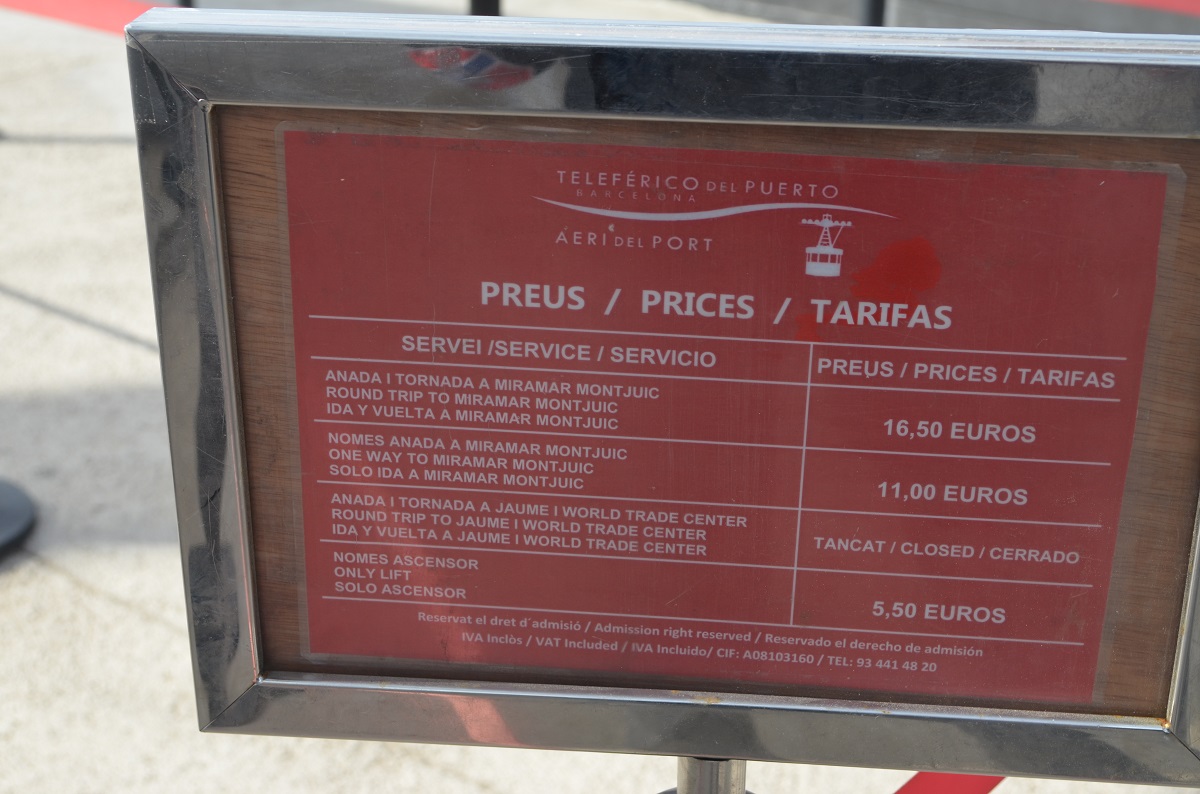 TELEFÉRICO DEL PUERTO
BARCELONA
AERI DEL PORT
PREUS / PRICES / TARIFAS
SERVEI /SERVICE / SERVICIO
PREUS / PRICES / TARIFAS
ANADA I TORNADA A MIRAMAR MONTJUIC
ROUND TRIP TO MIRAMAR MONTJUIC
IDA Y VUELTA A MIRAMAR MONTJUIC
16,50 EUROS
NOMES ANADA A MIRAMAR MONTJUIC
ONE WAY TO MIRAMAR MONTJUIC
SOLO IDA A MIRAMAR MONTJUIC
11,00 EUROS
ANADA I TORNADA A JAUME I WORLD TRADE CENTER
ROUND TRIP TO JAUME I WORLD TRADE CENTER
IDA Y VUELTA A JAUME I WORLD TRADE CENTER
TANCAT / CLOSED / CERRADO
NOMES ASCENSOR
ONLY LIFT
SOLO ASCENSOR
5,50 EUROS
Reservat el dret d´admisió / Admission right reserved / Reservado el derecho de admisión
IVA Inclòs / VAT Included / IVA Incluido/ CIF: A08103160 / TEL: 93 441 48 20